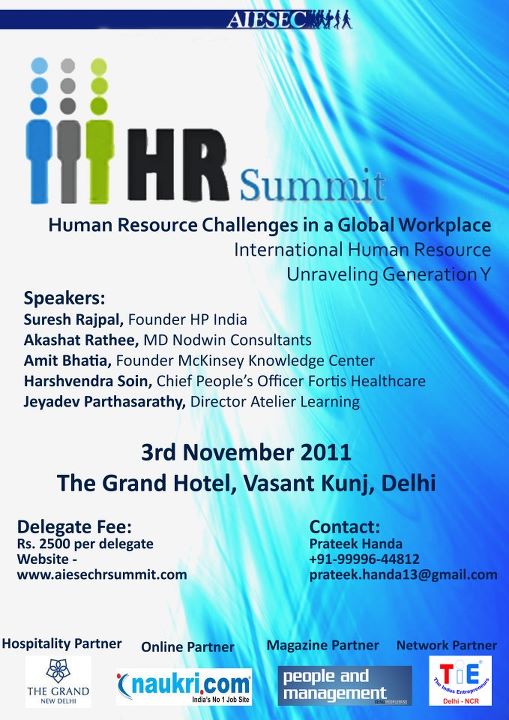 AIESEC
HR Summit
Human Resource Challenges in a Global Workplace
International Human Resource
Unraveling Generation Y
Speakers:
Suresh Rajpal, Founder HP India
Akashat Rathee, MD Nodwin Consultants
Amit Bhatia, Founder McKinsey Knowledge Center
Harshvendra Soin, Chief People's Officer Fortis Healthcare
Jeyadev Parthasarathy, Director Atelier Learning
3rd November 2011
The Grand Hotel, Vasant Kunj, Delhi
Delegate Fee:
Rs. 2500 per delegate
Website -
www.aiesechrsummit.com
Contact:
Prateek Handa
+91-99996-44812
prateek.handa13@gmail.com
Hospitality Partner
THE GRAND
NEW DELHI
Online Partner
naukri.com
India's No 1 Job Site
Magazine Partner
people and
management
Network Partner
TiE
The Indus Entrepreneurs
Delhi - NCR